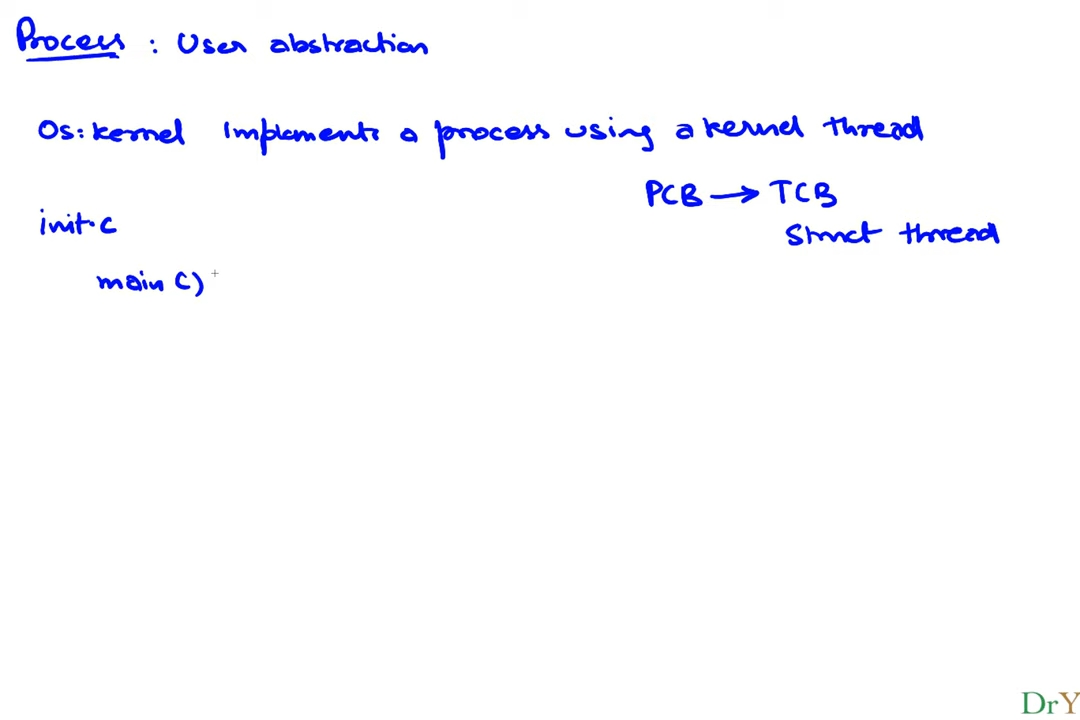 Process : User abstraction
OS: kernel implements a process using a kernel thread
PCB → TCB
struct thread
init.c
main()
DrY